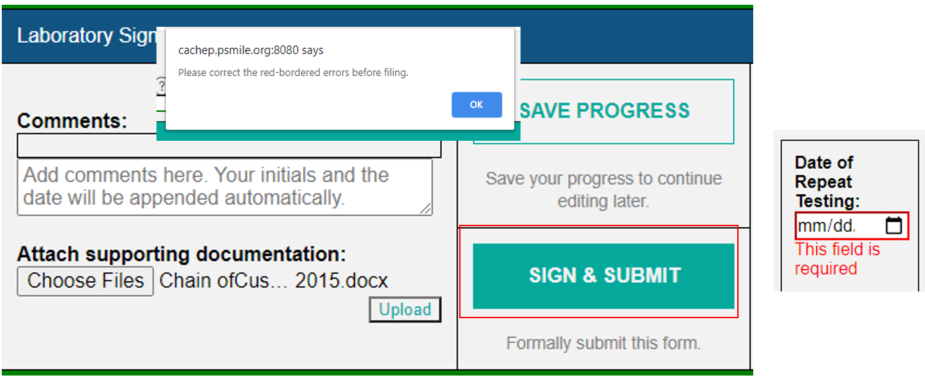 Laboratory Sign
cachep.psmile.org:8080 says
Please correct the red-bordered errors before filing.
OK
?
Comments:
Add comments here. Your initials and the
date will be appended automatically.
Attach supporting documentation:
Choose Files Chain ofCus... 2015.docx
Upload
SAVE PROGRESS
Save your progress to continue
editing later.
SIGN & SUBMIT
Formally submit this form.
Date of
Repeat
Testing:
mm/dd.
This field is
required